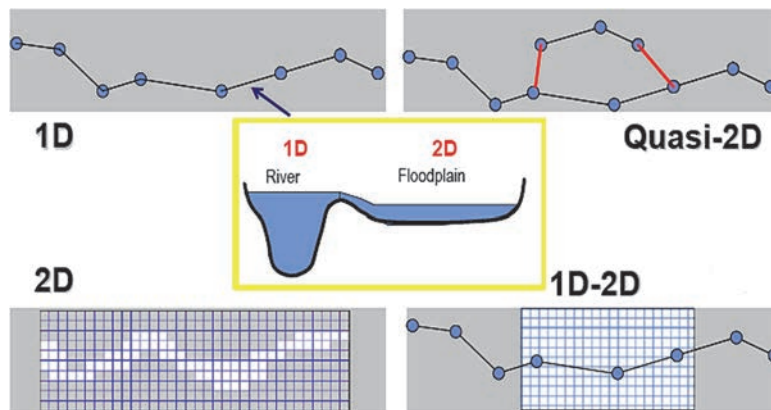 1D
Quasi-2D
1D
2D
River
Floodplain
2D
1D-2D